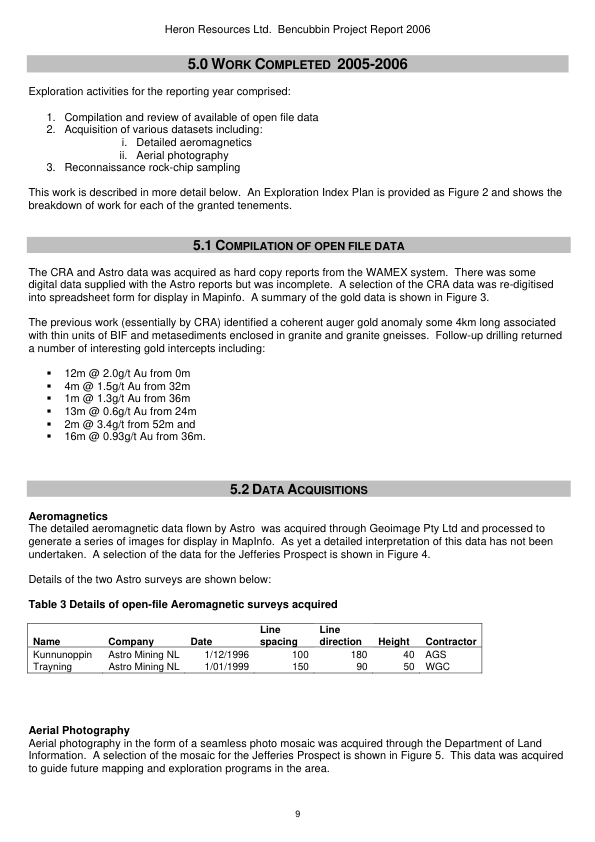 Heron Resources Ltd.  Bencubbin Project Report 2006
5.0 WORK COMPLETED  2005-2006
Exploration activities for the reporting year comprised:
1.   Compilation and review of available of open file data
2.   Acquisition of various datasets including:
i.   Detailed aeromagnetics
ii.   Aerial photography
3.   Reconnaissance rock-chip sampling
This work is described in more detail below.  An Exploration Index Plan is provided as Figure 2 and shows the
breakdown of work for each of the granted tenements.
5.1 COMPILATION OF OPEN FILE DATA
The CRA and Astro data was acquired as hard copy reports from the WAMEX system.  There was some
digital data supplied with the Astro reports but was incomplete.  A selection of the CRA data was re-digitised
into spreadsheet form for display in Mapinfo.  A summary of the gold data is shown in Figure 3.
The previous work (essentially by CRA) identified a coherent auger gold anomaly some 4km long associated
with thin units of BIF and metasediments enclosed in granite and granite gneisses.  Follow-up drilling returned
a number of interesting gold intercepts including:
▪ 12m @ 2.0g/t Au from 0m
▪ 4m @ 1.5g/t Au from 32m
▪ 1m @ 1.3g/t Au from 36m
▪ 13m @ 0.6g/t Au from 24m
▪ 2m @ 3.4g/t from 52m and
▪ 16m @ 0.93g/t Au from 36m.
5.2 DATA ACQUISITIONS
Aeromagnetics
The detailed aeromagnetic data flown by Astro  was acquired through Geoimage Pty Ltd and processed to
generate a series of images for display in MapInfo.  As yet a detailed interpretation of this data has not been
undertaken.  A selection of the data for the Jefferies Prospect is shown in Figure 4.
Details of the two Astro surveys are shown below:
Table 3 Details of open-file Aeromagnetic surveys acquired
Line Line
Name Company Date spacing direction Height Contractor
Kunnunoppin Astro Mining NL 1/12/1996 100 180 40 AGS
Trayning Astro Mining NL 1/01/1999 150 90 50 WGC
Aerial Photography
Aerial photography in the form of a seamless photo mosaic was acquired through the Department of Land
Information.  A selection of the mosaic for the Jefferies Prospect is shown in Figure 5.  This data was acquired
to guide future mapping and exploration programs in the area.
9